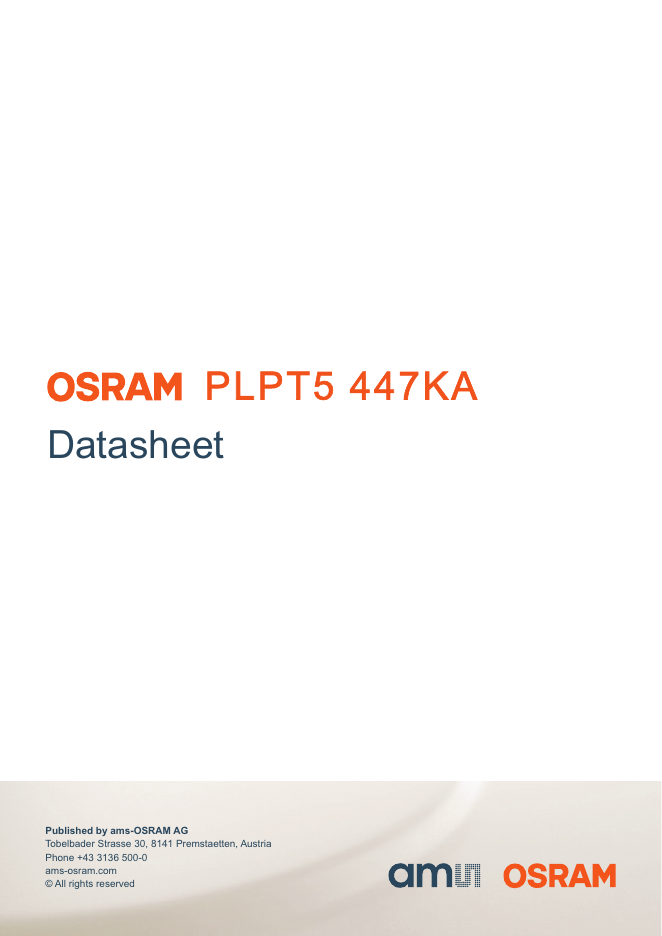 OSRAM PLPT5 447KA
Datasheet
Published by ams-OSRAM AG
Tobelbader Strasse 30, 8141 Premstaetten, Austria
Phone +43 3136 500-0
ams-osram.com
© All rights reserved
am OSRAM